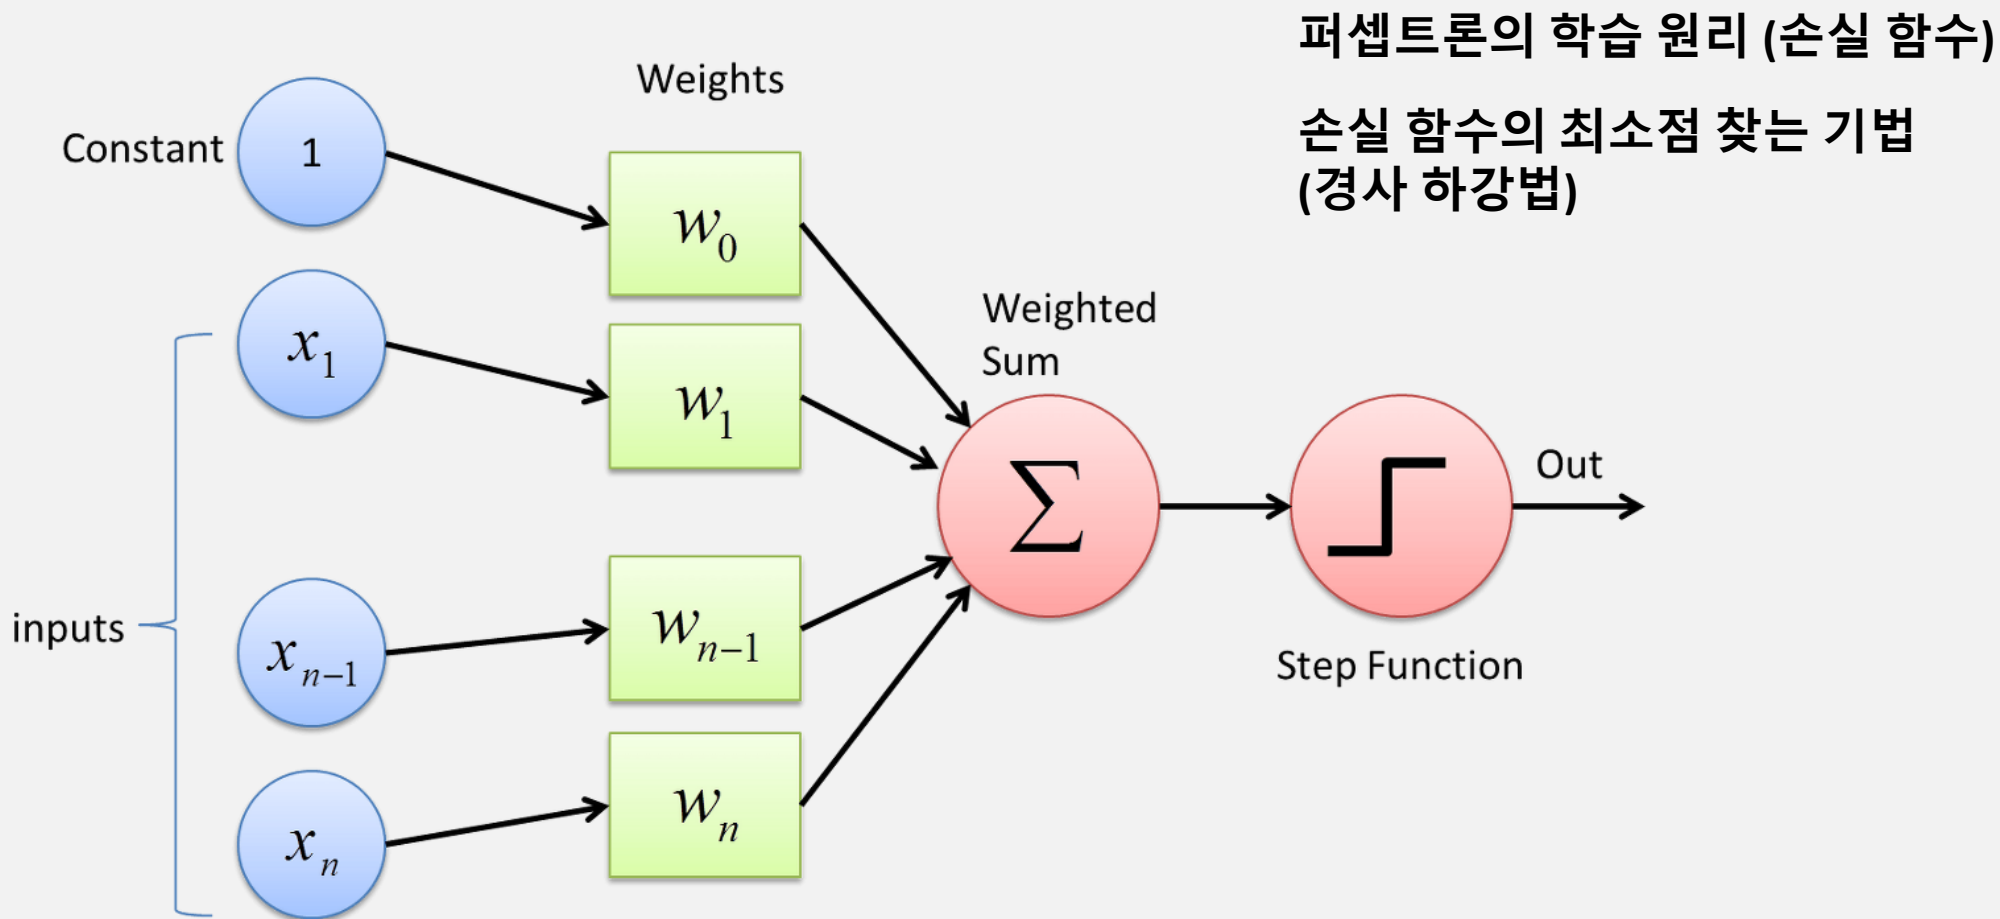 퍼셉트론의 학습 원리 (손실 함수)
손실 함수의 최소점 찾는 기법
(경사 하강법)
Weights
Constant
1
w₀
x₁
w₁
Weighted
Sum
∑
Out
inputs
xₙ₋₁
wₙ₋₁
Step Function
xₙ
wₙ